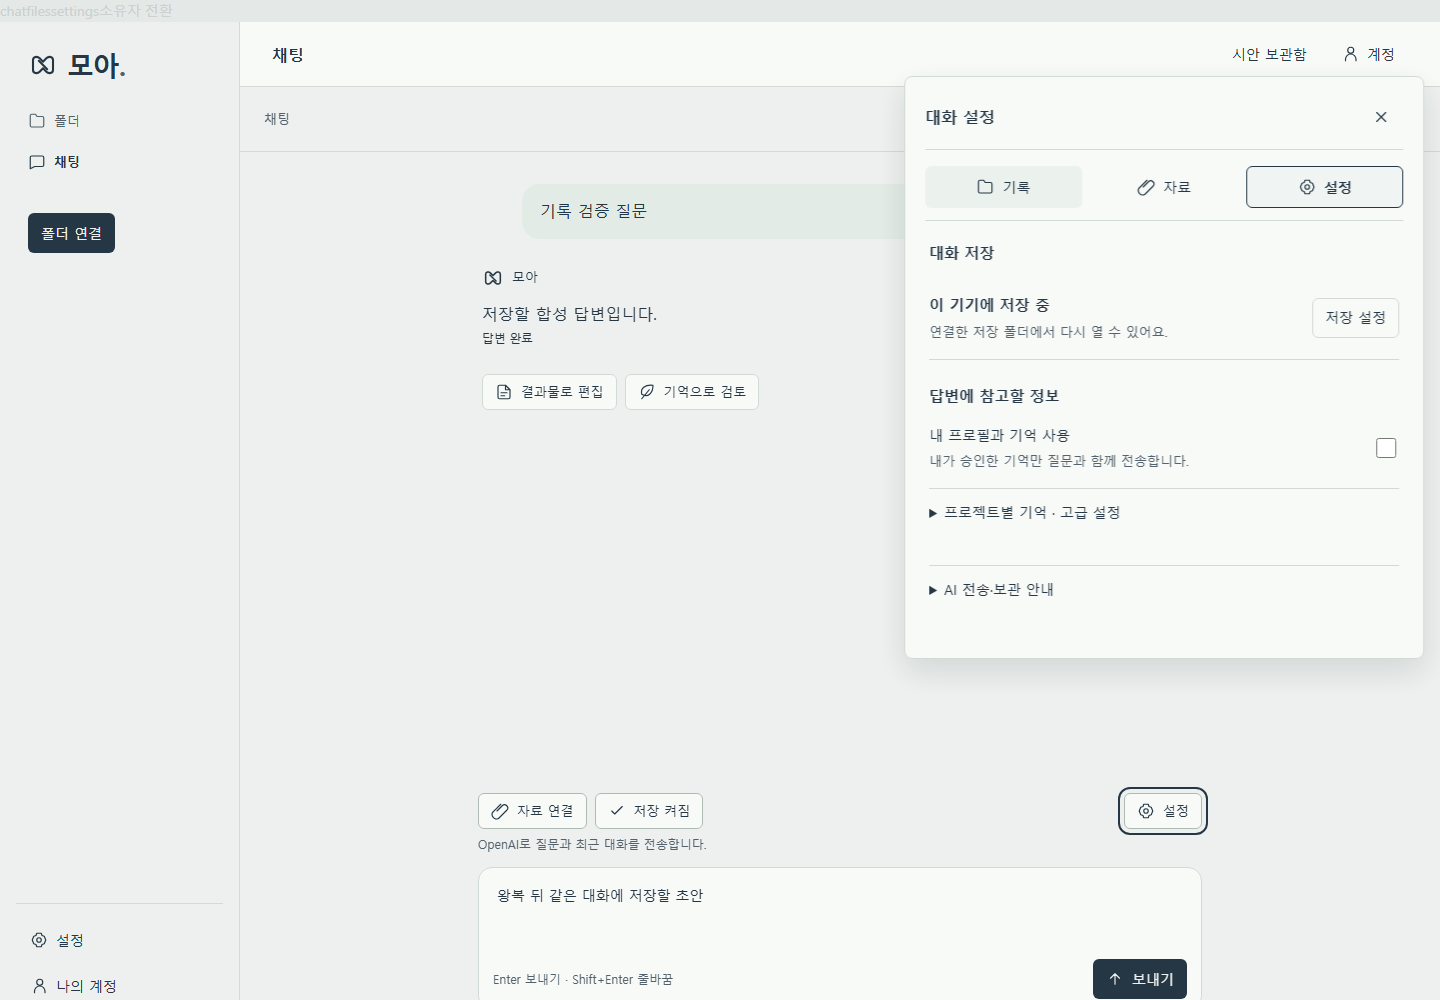 chatfilessettings소유자 전환
모아.
폴더
채팅
폴더 연결
설정
나의 계정
채팅
시안 보관함
계정
채팅
기록 검증 질문
모아
저장할 합성 답변입니다.
답변 완료
결과물로 편집
기억으로 검토
대화 설정
기록
자료
설정
대화 저장
이 기기에 저장 중
연결한 저장 폴더에서 다시 열 수 있어요.
저장 설정
답변에 참고할 정보
내 프로필과 기억 사용
내가 승인한 기억만 질문과 함께 전송합니다.
프로젝트별 기억 · 고급 설정
AI 전송·보관 안내
자료 연결
저장 켜짐
설정
OpenAI로 질문과 최근 대화를 전송합니다.
왕복 뒤 같은 대화에 저장할 초안
Enter 보내기 · Shift+Enter 줄바꿈
보내기